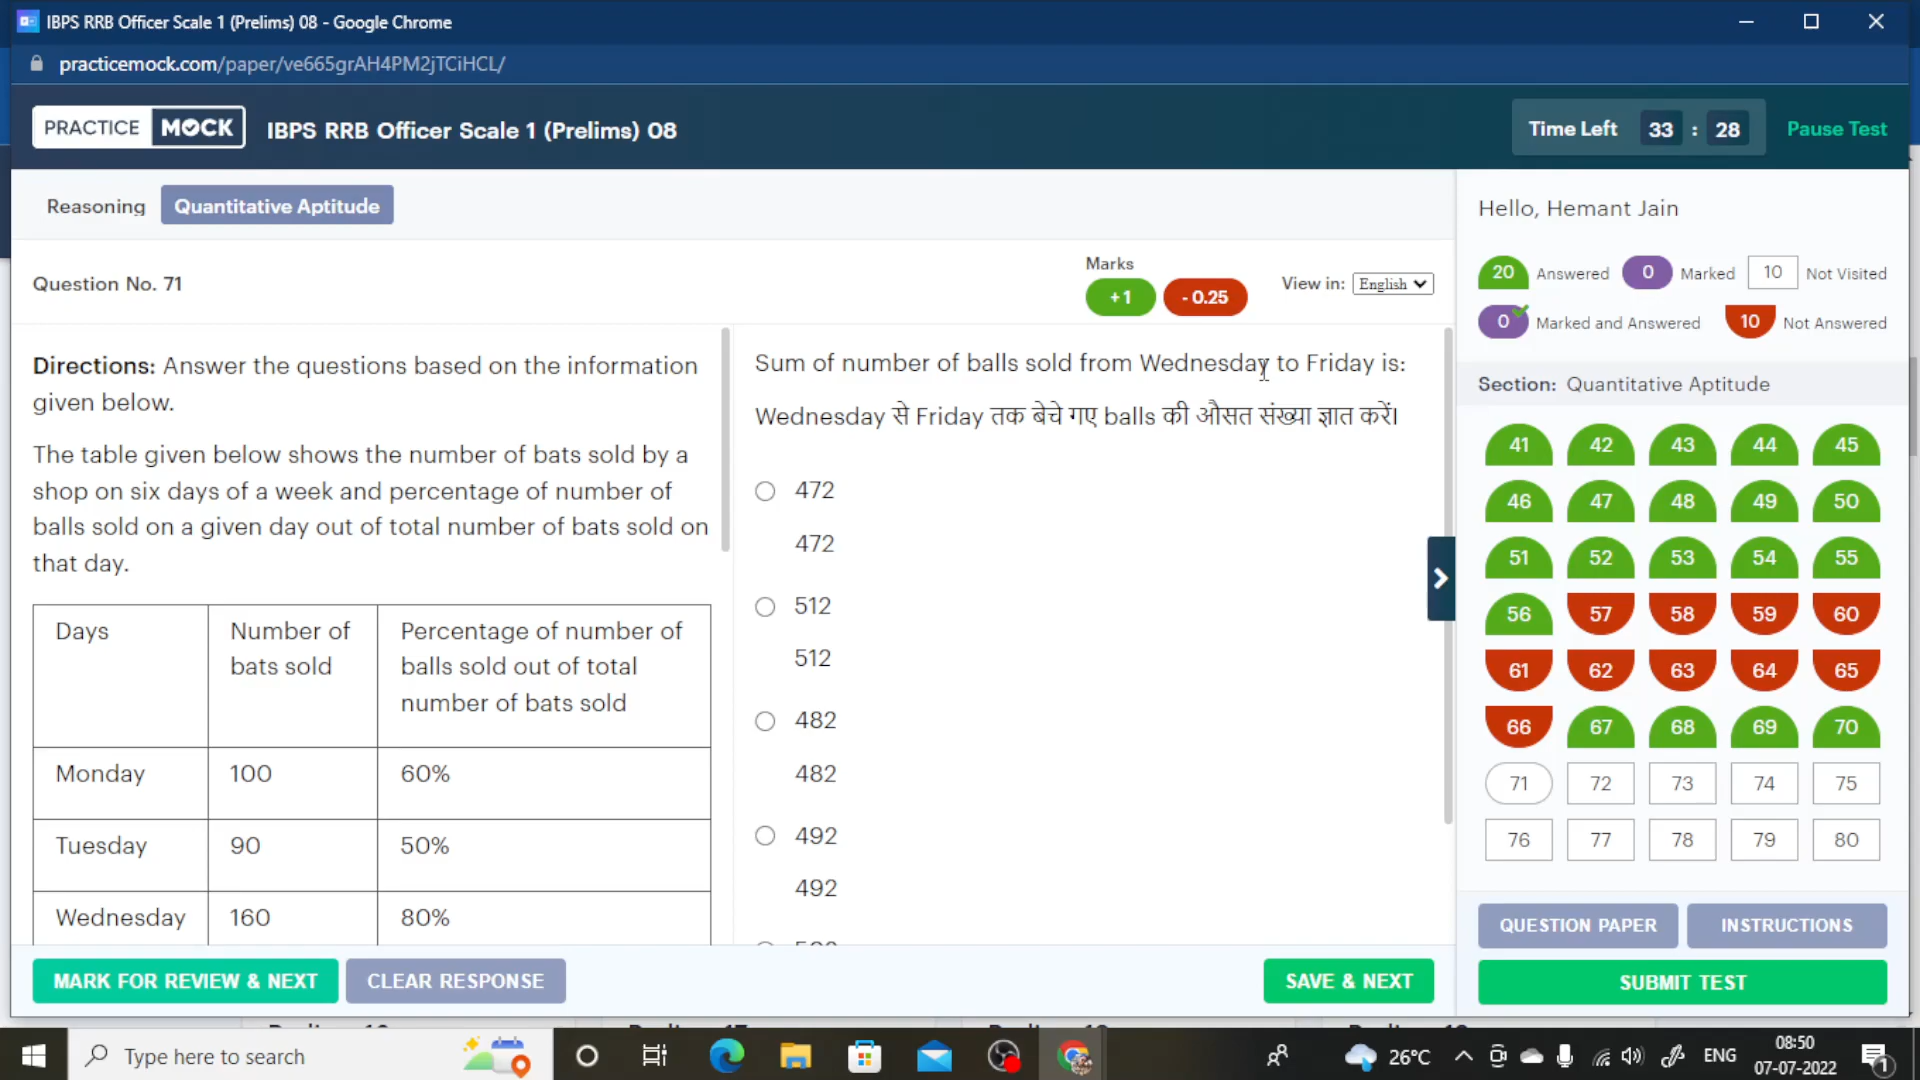 IBPS RRB Officer Scale 1 (Prelims) 08 - Google Chrome
practicemock.com/paper/ve665grAH4PM2jTCiHCL/
PRACTICE MOCK
IBPS RRB Officer Scale 1 (Prelims) 08
Time Left 33 : 28
Pause Test
Reasoning
Quantitative Aptitude
Hello, Hemant Jain
Question No. 71
Marks
+1
- 0.25
View in: English
20 Answered
0 Marked
10 Not Visited
0 Marked and Answered
10 Not Answered
Directions: Answer the questions based on the information
given below.
The table given below shows the number of bats sold by a
shop on six days of a week and percentage of number of
balls sold on a given day out of total number of bats sold on
that day.
Days
Number of
bats sold
Percentage of number of
balls sold out of total
number of bats sold
Monday 100 60%
Tuesday 90 50%
Wednesday 160 80%
Sum of number of balls sold from Wednesday to Friday is:
Wednesday से Friday तक बेचे गए balls की औसत संख्या ज्ञात करें।
472
472
512
512
482
482
492
492
Section: Quantitative Aptitude
41 42 43 44 45
46 47 48 49 50
51 52 53 54 55
56 57 58 59 60
61 62 63 64 65
66 67 68 69 70
71 72 73 74 75
76 77 78 79 80
QUESTION PAPER
INSTRUCTIONS
MARK FOR REVIEW & NEXT
CLEAR RESPONSE
SAVE & NEXT
SUBMIT TEST
Type here to search
26°C
ENG
08:50
07-07-2022
1